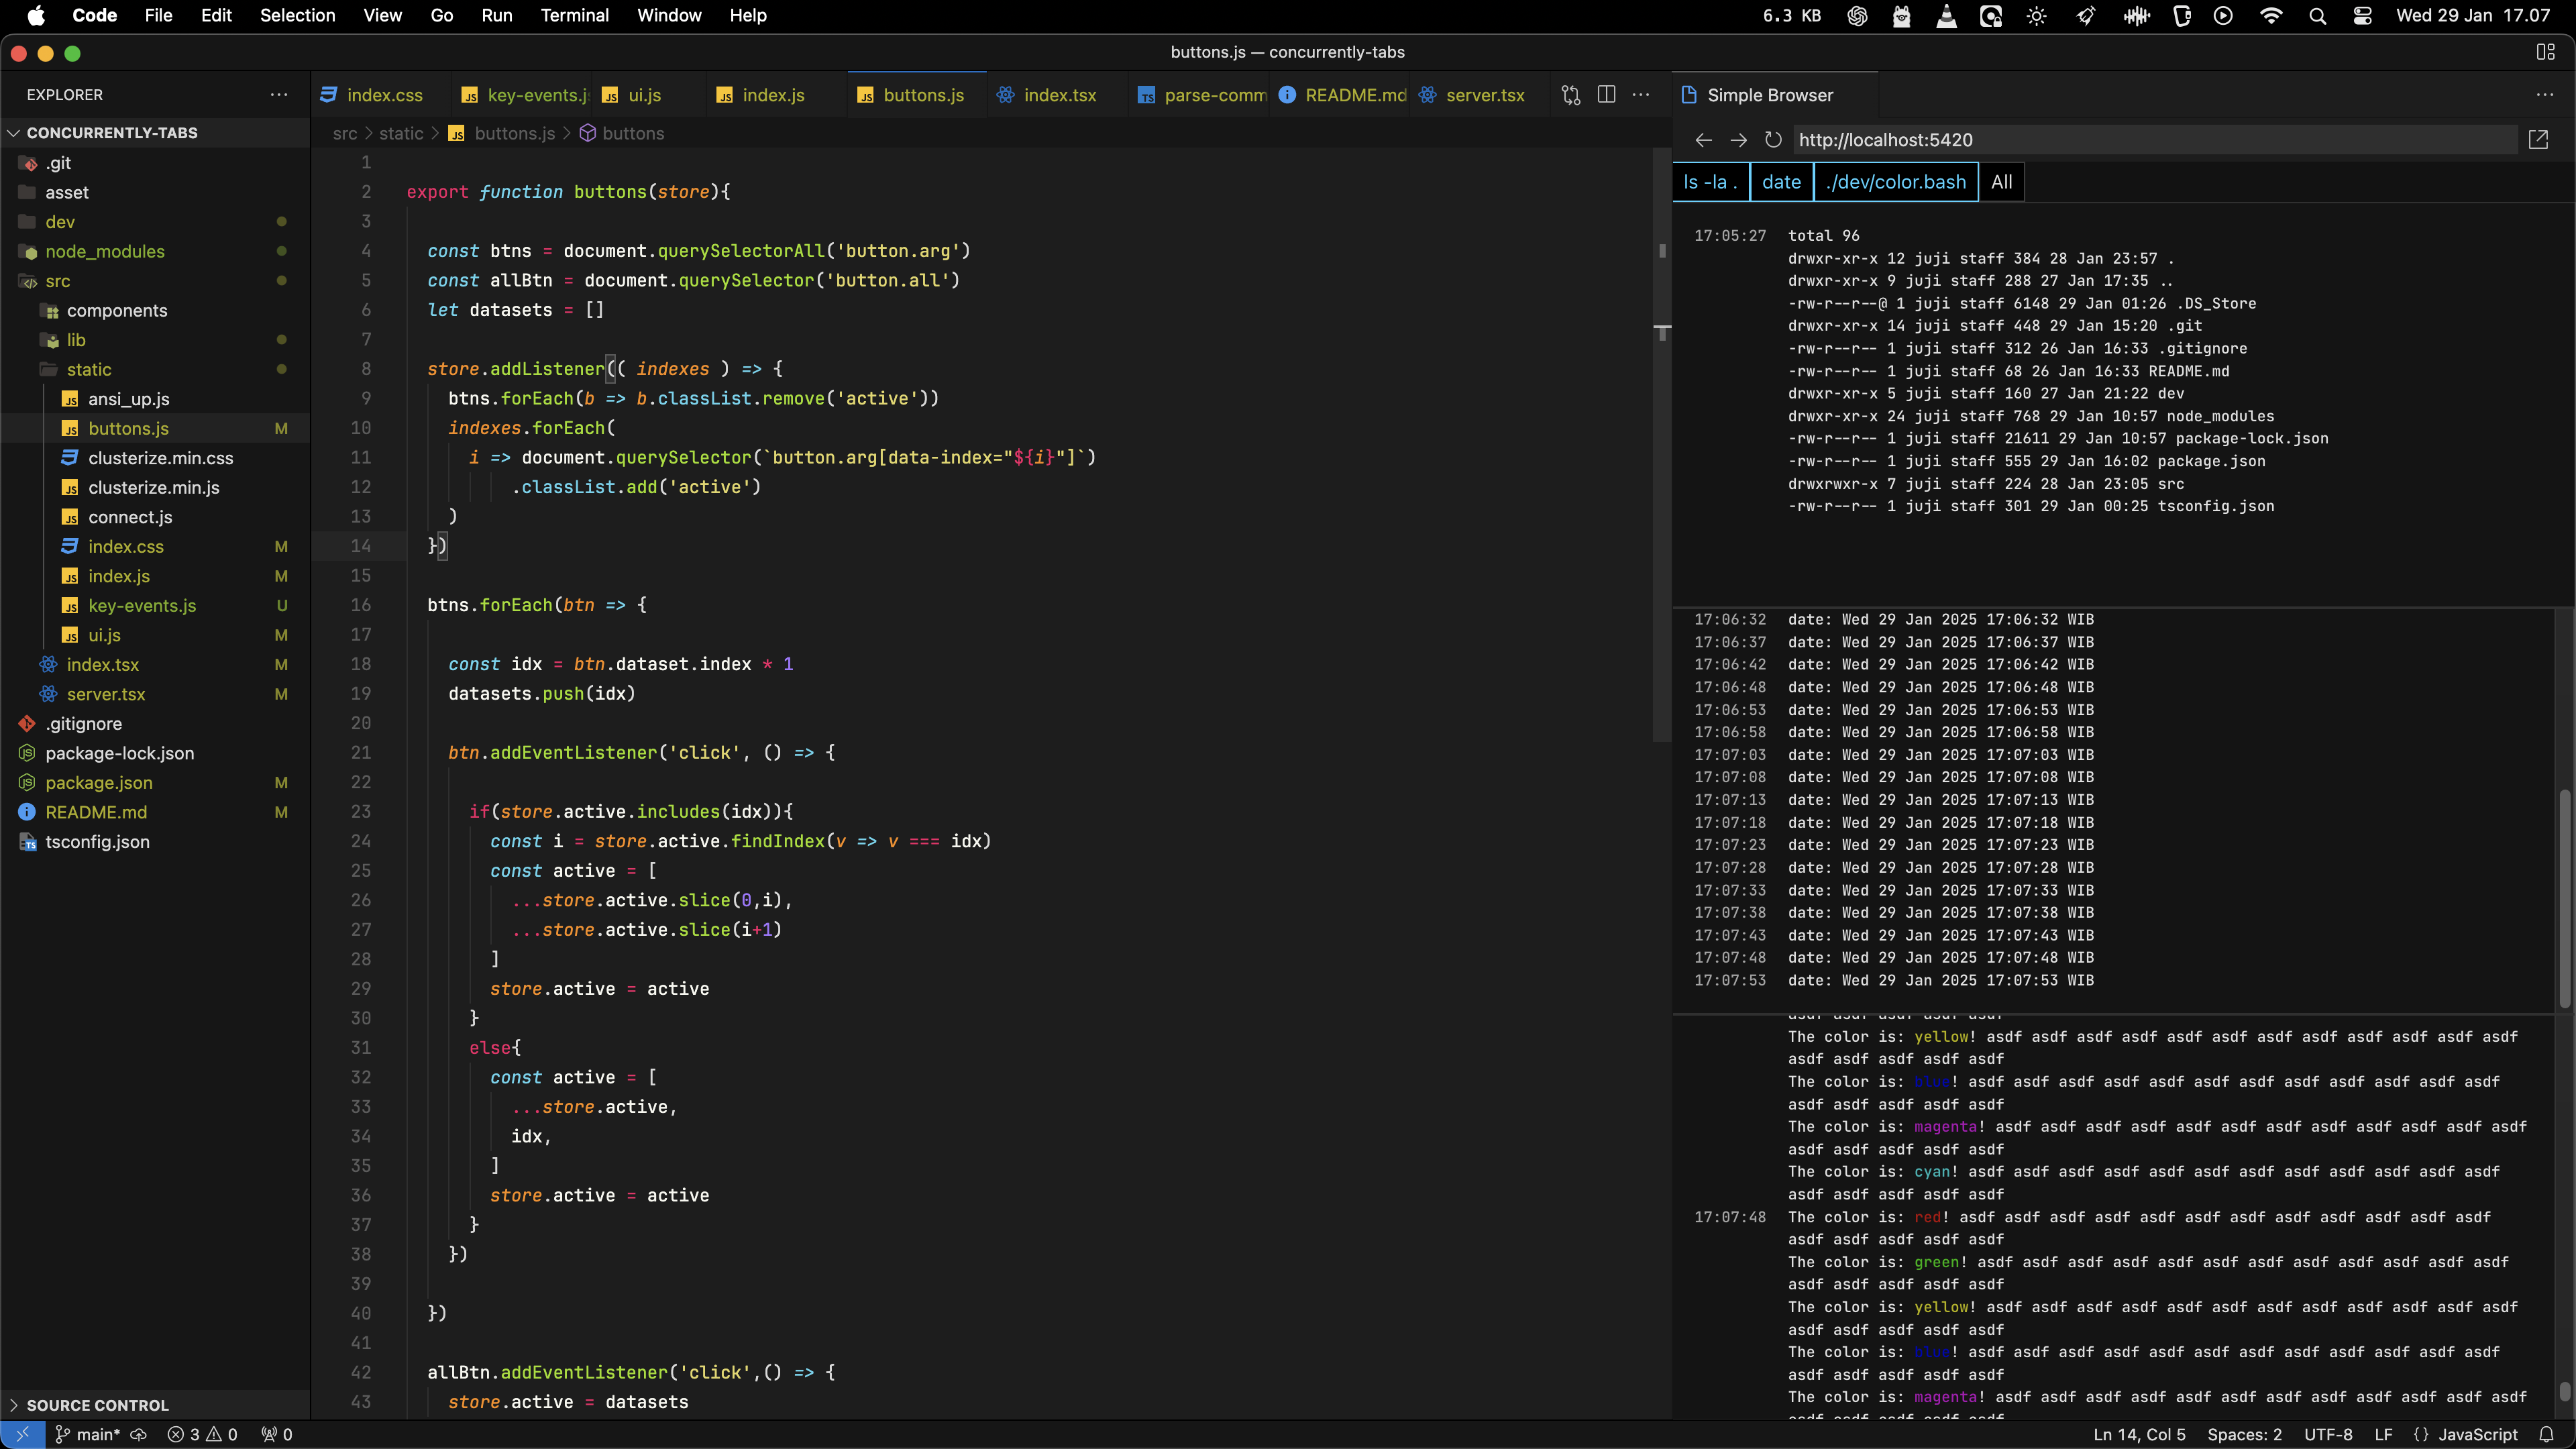 Code File Edit Selection View Go Run Terminal Window Help
6.3 KB Wed 29 Jan 17.07
buttons.js — concurrently-tabs
EXPLORER
CONCURRENTLY-TABS
.git
asset
dev
node_modules
src
components
lib
static
ansi_up.js
buttons.js M
clusterize.min.css
clusterize.min.js
connect.js
index.css M
index.js M
key-events.js U
ui.js M
index.tsx M
server.tsx M
.gitignore
package-lock.json
package.json M
README.md M
tsconfig.json
SOURCE CONTROL
index.css key-events.js ui.js index.js buttons.js index.tsx parse-comm README.md server.tsx
src > static > buttons.js > buttons
1
2 export function buttons(store){
3
4 const btns = document.querySelectorAll('button.arg')
5 const allBtn = document.querySelector('button.all')
6 let datasets = []
7
8 store.addListener(( indexes ) => {
9 btns.forEach(b => b.classList.remove('active'))
10 indexes.forEach(
11 i => document.querySelector(`button.arg[data-index="${i}"]`)
12 .classList.add('active')
13 )
14 })
15
16 btns.forEach(btn => {
17
18 const idx = btn.dataset.index * 1
19 datasets.push(idx)
20
21 btn.addEventListener('click', () => {
22
23 if(store.active.includes(idx)){
24 const i = store.active.findIndex(v => v === idx)
25 const active = [
26 ...store.active.slice(0,i),
27 ...store.active.slice(i+1)
28 ]
29 store.active = active
30 }
31 else{
32 const active = [
33 ...store.active,
34 idx,
35 ]
36 store.active = active
37 }
38 })
39
40 })
41
42 allBtn.addEventListener('click',() => {
43 store.active = datasets
Simple Browser
http://localhost:5420
ls -la . date ./dev/color.bash All
17:05:27 total 96
drwxr-xr-x 12 juji staff 384 28 Jan 23:57 .
drwxr-xr-x 9 juji staff 288 27 Jan 17:35 ..
-rw-r--r--@ 1 juji staff 6148 29 Jan 01:26 .DS_Store
drwxr-xr-x 14 juji staff 448 29 Jan 15:20 .git
-rw-r--r-- 1 juji staff 312 26 Jan 16:33 .gitignore
-rw-r--r-- 1 juji staff 68 26 Jan 16:33 README.md
drwxr-xr-x 5 juji staff 160 27 Jan 21:22 dev
drwxr-xr-x 24 juji staff 768 29 Jan 10:57 node_modules
-rw-r--r-- 1 juji staff 21611 29 Jan 10:57 package-lock.json
-rw-r--r-- 1 juji staff 555 29 Jan 16:02 package.json
drwxrwxr-x 7 juji staff 224 28 Jan 23:05 src
-rw-r--r-- 1 juji staff 301 29 Jan 00:25 tsconfig.json
17:06:32 date: Wed 29 Jan 2025 17:06:32 WIB
17:06:37 date: Wed 29 Jan 2025 17:06:37 WIB
17:06:42 date: Wed 29 Jan 2025 17:06:42 WIB
17:06:48 date: Wed 29 Jan 2025 17:06:48 WIB
17:06:53 date: Wed 29 Jan 2025 17:06:53 WIB
17:06:58 date: Wed 29 Jan 2025 17:06:58 WIB
17:07:03 date: Wed 29 Jan 2025 17:07:03 WIB
17:07:08 date: Wed 29 Jan 2025 17:07:08 WIB
17:07:13 date: Wed 29 Jan 2025 17:07:13 WIB
17:07:18 date: Wed 29 Jan 2025 17:07:18 WIB
17:07:23 date: Wed 29 Jan 2025 17:07:23 WIB
17:07:28 date: Wed 29 Jan 2025 17:07:28 WIB
17:07:33 date: Wed 29 Jan 2025 17:07:33 WIB
17:07:38 date: Wed 29 Jan 2025 17:07:38 WIB
17:07:43 date: Wed 29 Jan 2025 17:07:43 WIB
17:07:48 date: Wed 29 Jan 2025 17:07:48 WIB
17:07:53 date: Wed 29 Jan 2025 17:07:53 WIB
asdf asdf asdf asdf asdf
The color is: yellow! asdf asdf asdf asdf asdf asdf asdf asdf asdf asdf asdf asdf
asdf asdf asdf asdf asdf
The color is: blue! asdf asdf asdf asdf asdf asdf asdf asdf asdf asdf asdf asdf
asdf asdf asdf asdf asdf
The color is: magenta! asdf asdf asdf asdf asdf asdf asdf asdf asdf asdf asdf asdf
asdf asdf asdf asdf asdf
The color is: cyan! asdf asdf asdf asdf asdf asdf asdf asdf asdf asdf asdf asdf
asdf asdf asdf asdf asdf
17:07:48 The color is: red! asdf asdf asdf asdf asdf asdf asdf asdf asdf asdf asdf asdf
asdf asdf asdf asdf asdf
The color is: green! asdf asdf asdf asdf asdf asdf asdf asdf asdf asdf asdf asdf
asdf asdf asdf asdf asdf
The color is: yellow! asdf asdf asdf asdf asdf asdf asdf asdf asdf asdf asdf asdf
asdf asdf asdf asdf asdf
The color is: blue! asdf asdf asdf asdf asdf asdf asdf asdf asdf asdf asdf asdf
asdf asdf asdf asdf asdf
The color is: magenta! asdf asdf asdf asdf asdf asdf asdf asdf asdf asdf asdf asdf
asdf asdf asdf asdf asdf
main* 3 0 0 Ln 14, Col 5 Spaces: 2 UTF-8 LF {} JavaScript